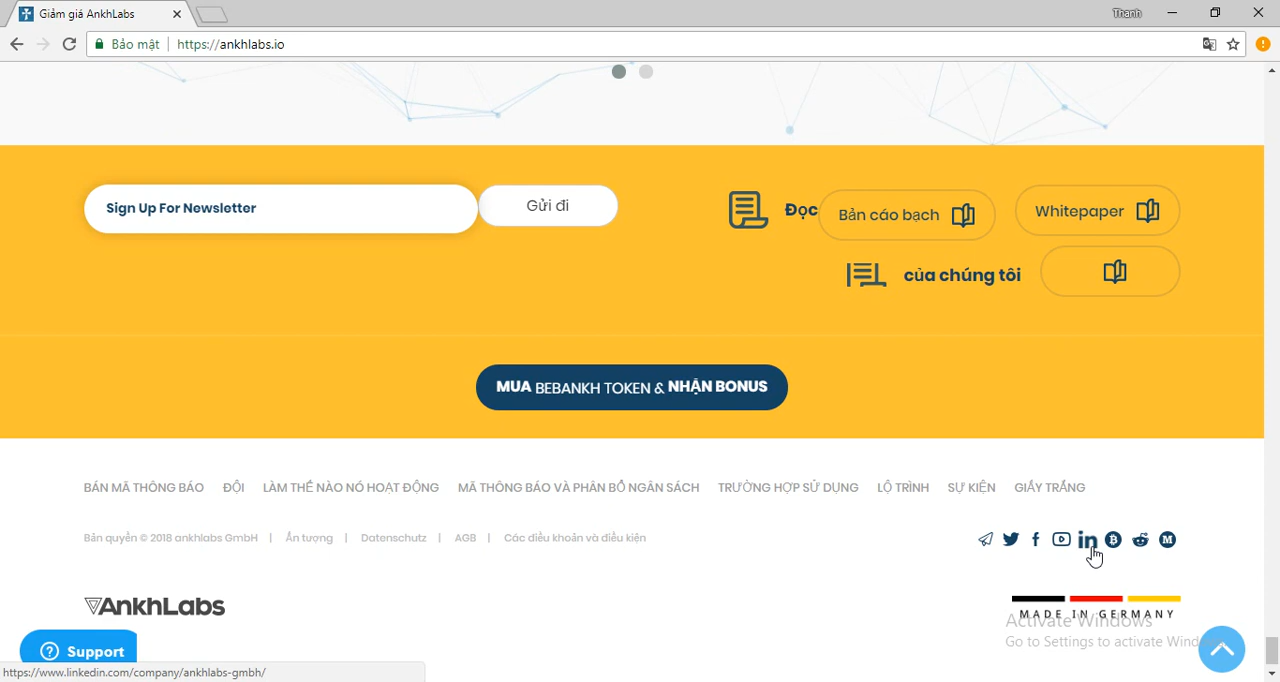 Giảm giá AnkhLabs
Thanh
Bảo mật | https://ankhlabs.io
Sign Up For Newsletter
Gửi đi
Đọc
Bản cáo bạch
Whitepaper
của chúng tôi
MUA BEBANKH TOKEN & NHẬN BONUS
BÁN MÃ THÔNG BÁO ĐỘI LÀM THẾ NÀO NÓ HOẠT ĐỘNG MÃ THÔNG BÁO VÀ PHÂN BỔ NGÂN SÁCH TRƯỜNG HỢP SỬ DỤNG LỘ TRÌNH SỰ KIỆN GIẤY TRẮNG
Bản quyền © 2018 ankhlabs GmbH | Ấn tượng | Datenschutz | AGB | Các điều khoản và điều kiện
AnkhLabs
MADE IN GERMANY
Activate Windows
Go to Settings to activate
Support
https://www.linkedin.com/company/ankhlabs-gmbh/